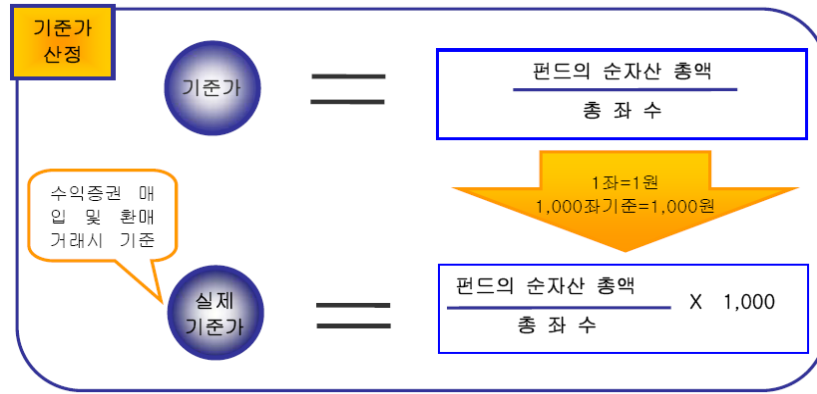 기준가
산정
기준가
펀드의 순자산 총액
총 좌 수
1좌=1원
1,000좌기준=1,000원
수익증권 매
입 및 환매
거래시 기준
실제
기준가
펀드의 순자산 총액
X 1,000
총 좌 수